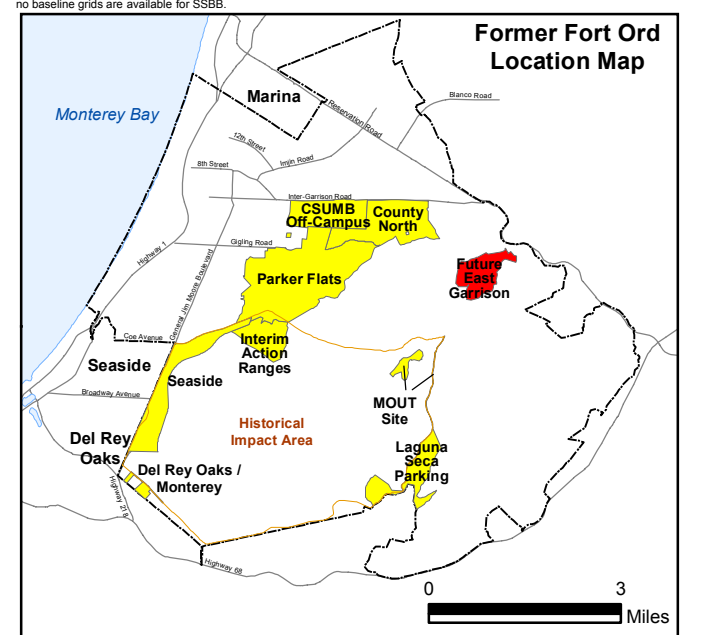 no baseline grids are available for SSBB.
Former Fort Ord
Location Map
Monterey Bay
Marina
Blanco Road
Reservation Road
12th Street
Imjin Road
8th Street
Inter-Garrison Road
CSUMB
Off-Campus
County
North
Gigling Road
Highway 1
General Jim Moore Boulevard
Parker Flats
Future
East
Garrison
Coe Avenue
Interim
Action
Ranges
Seaside
Seaside
Broadway Avenue
MOUT
Site
Historical
Impact Area
Del Rey
Oaks
Laguna
Seca
Parking
Del Rey Oaks /
Monterey
Highway 218
Highway 68
0
3
Miles